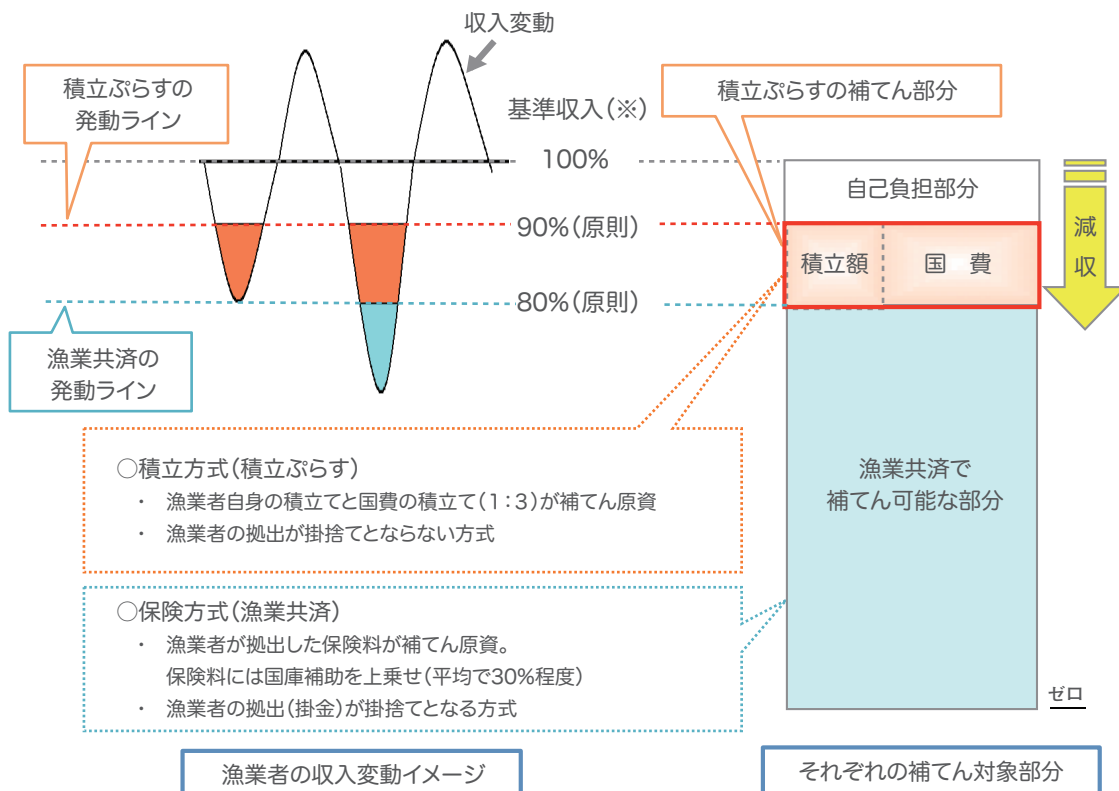 収入変動
積立ぷらすの
発動ライン
基準収入(※)
積立ぷらすの補てん部分
100%
自己負担部分
90%(原則)
積立額
国 費
減
収
80%(原則)
漁業共済の
発動ライン
○積立方式(積立ぷらす)
・ 漁業者自身の積立てと国費の積立て(1:3)が補てん原資
・ 漁業者の拠出が掛捨てとならない方式
漁業共済で
補てん可能な部分
○保険方式(漁業共済)
・ 漁業者が拠出した保険料が補てん原資。
保険料には国庫補助を上乗せ(平均で30%程度)
・ 漁業者の拠出(掛金)が掛捨てとなる方式
ゼロ
漁業者の収入変動イメージ
それぞれの補てん対象部分